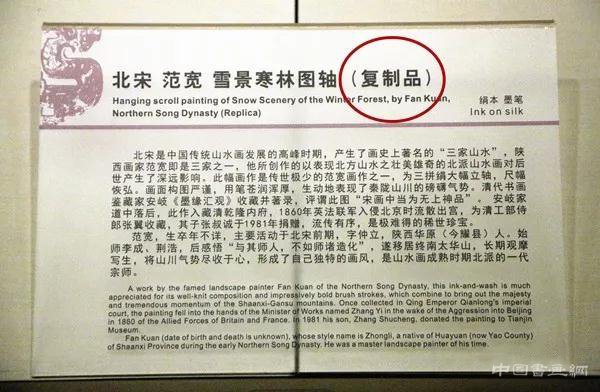 北宋 范宽 雪景寒林图轴（复制品）
绢本 墨笔
Hanging scroll painting of Snow Scenery of the Winter Forest, by Fan Kuan,
Northern Song Dynasty (Replica)
Ink on silk
北宋是中国传统山水画发展的高峰时期，产生了画史上著名的“三家山水”，陕
西画家范宽即是三家之一，他所创作的以表现北方山水之壮美雄奇的北派山水画对后
世产生了深远影响。此幅画作是传世极少的范宽画作之一，为三拼绢大幅立轴，尺幅
恢弘。画面构图严谨，用笔苍润浑厚，生动地表现了秦陇山川的磅礴气势。清代书画
鉴藏家安岐《墨缘汇观》收藏并著录，评谓此图“宋画中当为无上神品”。安岐家
道中落后，此作入藏清乾隆内府，1860年英法联军入侵北京时流散出宫，为清工部侍
郎张翼收藏，其子张叔诚于1981年捐赠，流传有序，是极难得的稀世珍宝。
范宽，生卒年不详，主要活动于北宋前期，字仲立，陕西华原（今耀县）人。始
师李成、荆浩，后感悟“与其师人，不如师诸造化”，遂移居终南太华山，长期观摩
写生，将山川气势尽收于心，形成了自己独特的画风，是山水画成熟时期北派的一代
宗师。
A work by the famed landscape painter Fan Kuan of the Northern Song Dynasty, this ink-and-wash is much
appreciated for its well-knit composition and impressively bold brush strokes, which combine to bring out the majesty
and tremendous momentum of the Shaanxi-Gansu mountains. Once collected in Qing Emperor Qianlong's imperial
court, the painting fell into the hands of the Minister of Works named Zhang Yi in the wake of the Aggression into Beijing
in 1860 of the Allied Forces of Britain and France. In 1981 his son, Zhang Shucheng, donated the painting to Tianjin
Museum.
Fan Kuan (date of birth and death is unknown), whose style name is Zhongli, a native of Huayuan (now Yao County)
of Shaanxi Province during the early Northern Song Dynasty. He was a master landscape painter of his time.
中国书画网